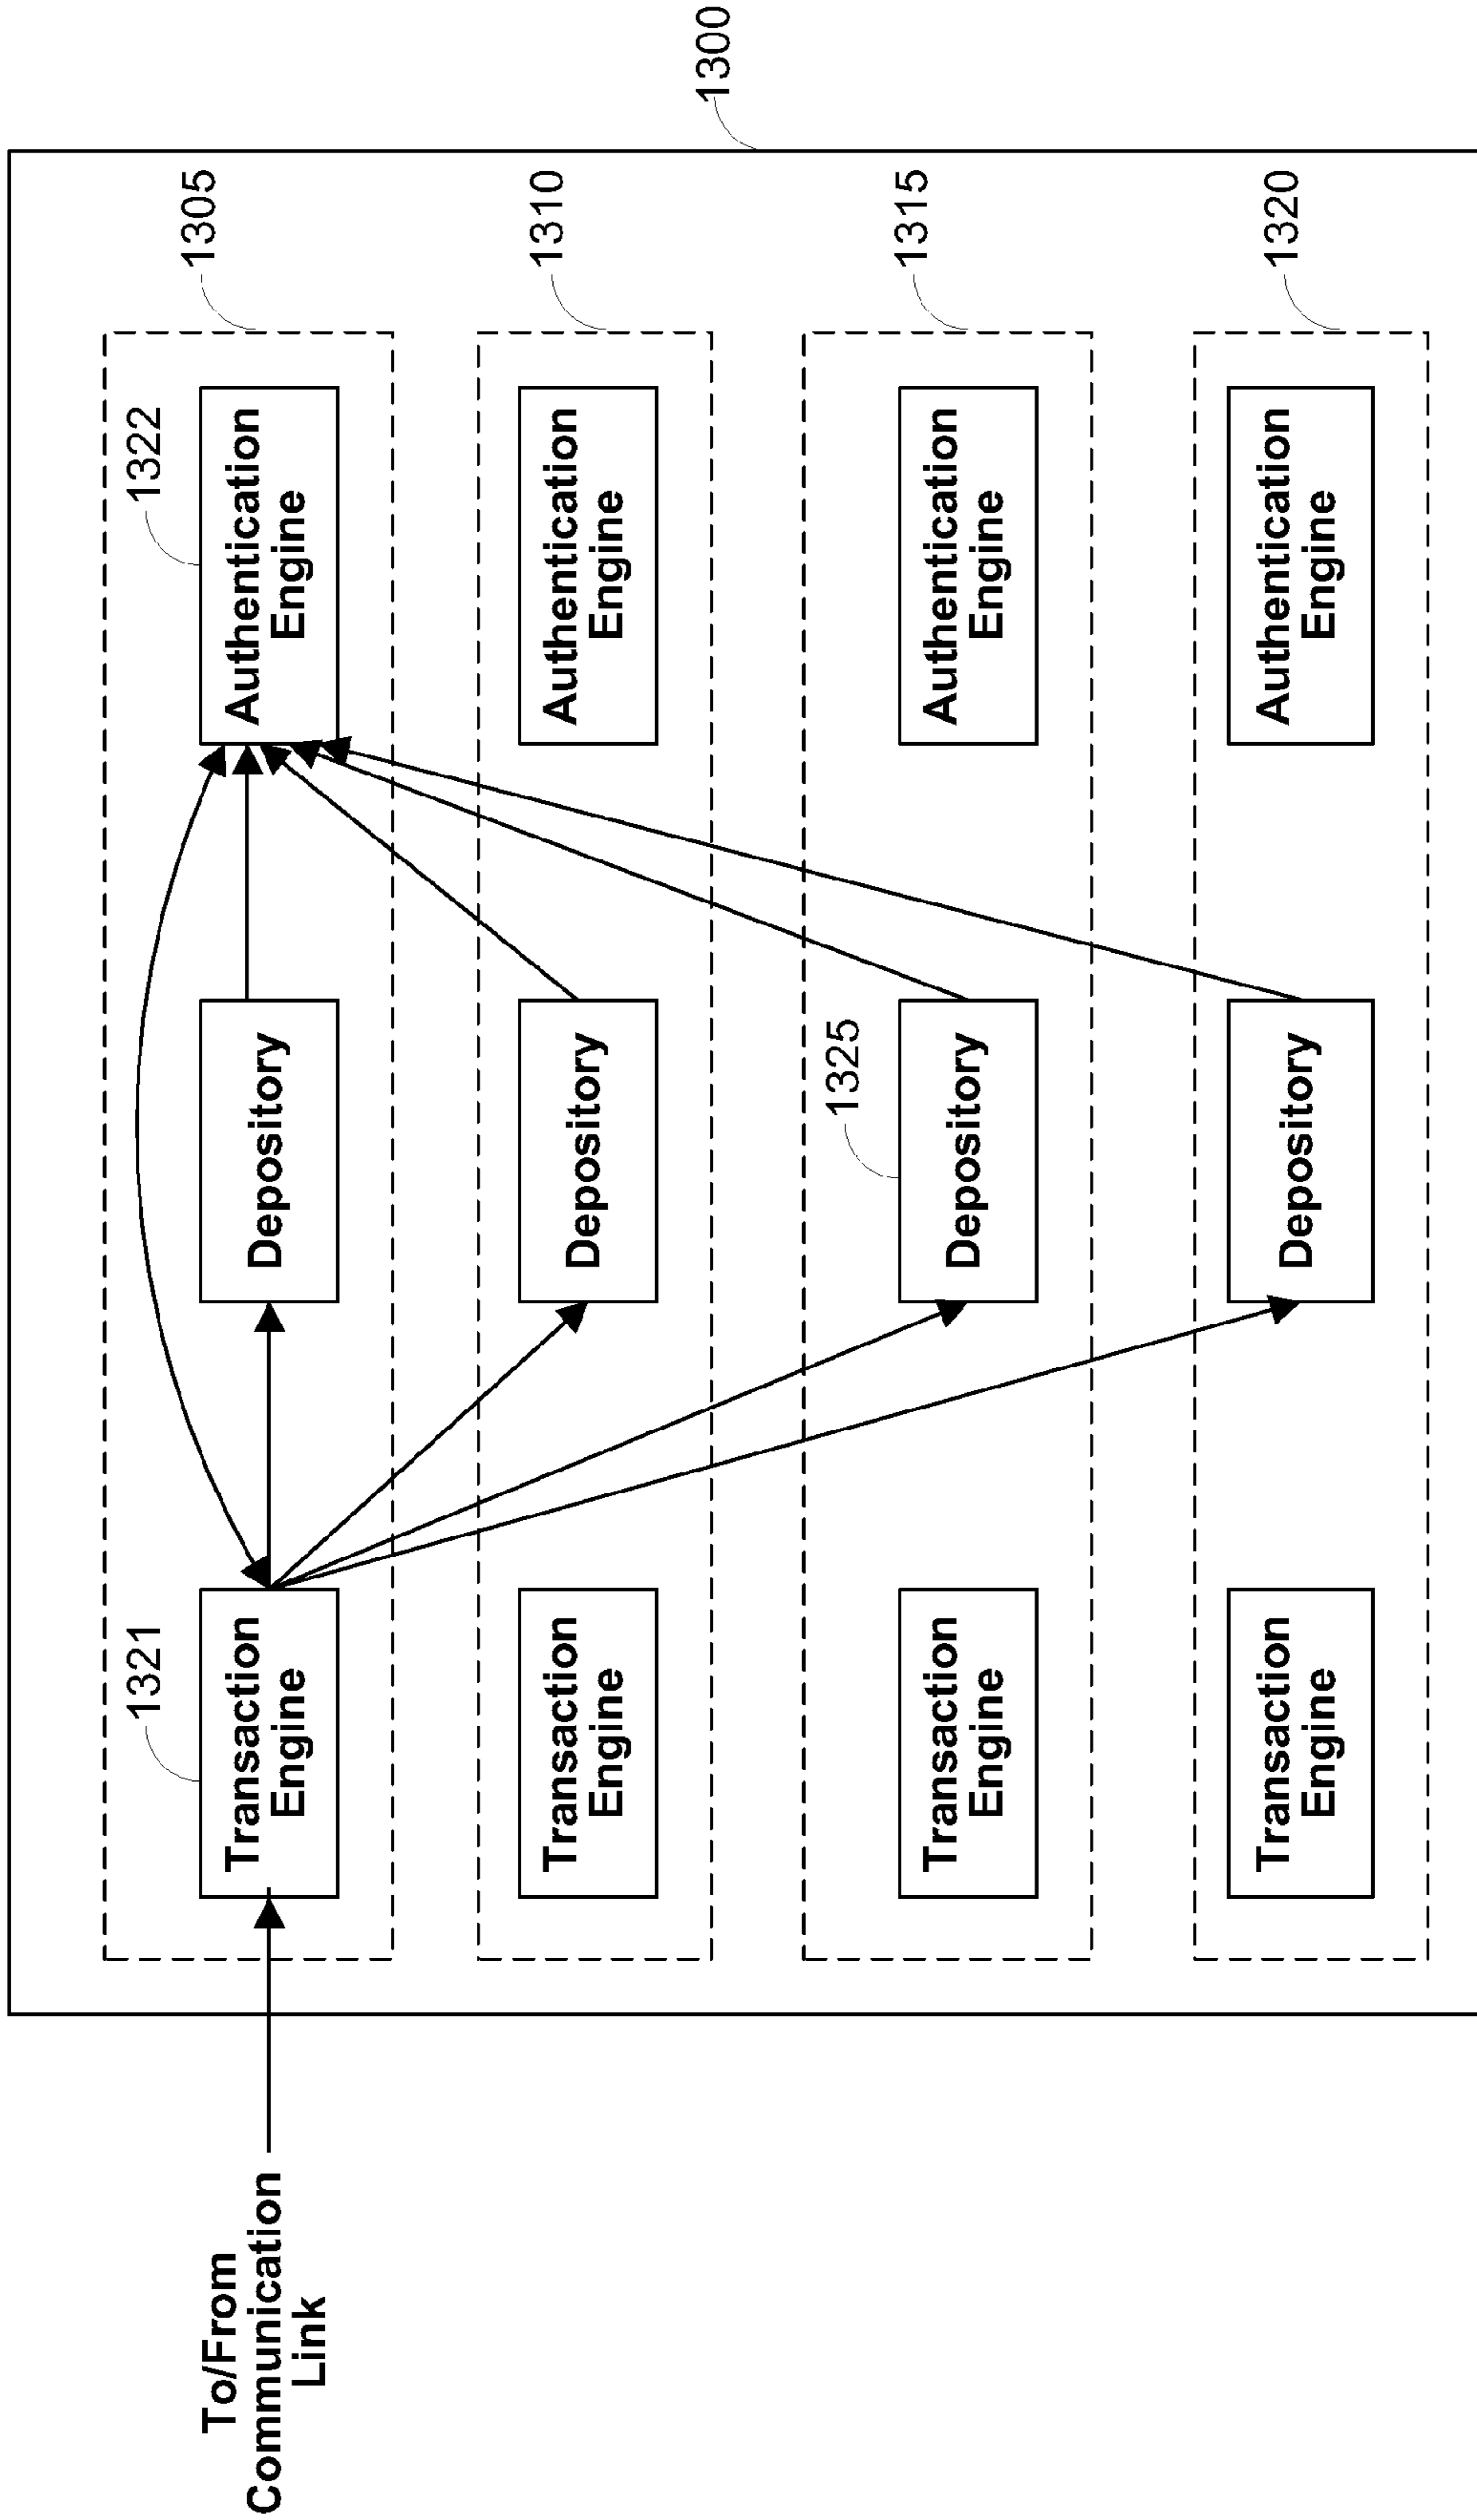 To/From
Communication
Link
1300
1305
1321
Transaction
Engine
Depository
1322
Authentication
Engine
1310
Transaction
Engine
Depository
Authentication
Engine
1315
Transaction
Engine
1325
Depository
Authentication
Engine
1320
Transaction
Engine
Depository
Authentication
Engine